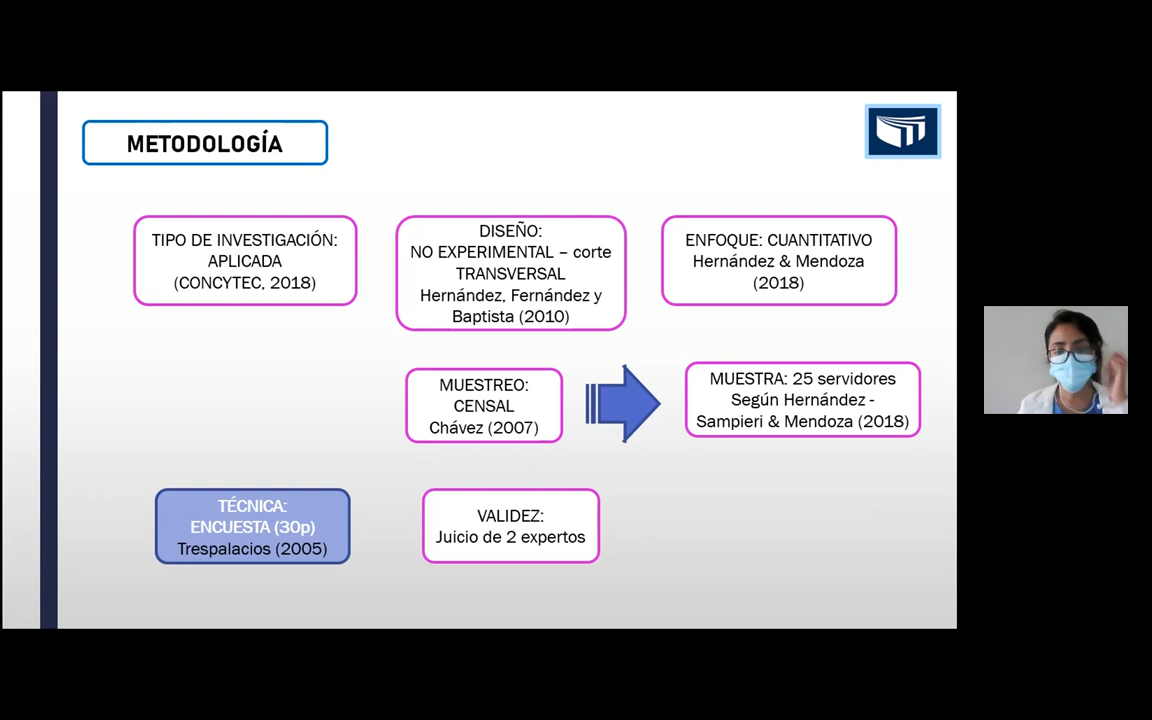 METODOLOGÍA
TIPO DE INVESTIGACIÓN:
APLICADA
(CONCYTEC, 2018)
DISEÑO:
NO EXPERIMENTAL – corte
TRANSVERSAL
Hernández, Fernández y
Baptista (2010)
ENFOQUE: CUANTITATIVO
Hernández & Mendoza
(2018)
MUESTREO:
CENSAL
Chávez (2007)
MUESTRA: 25 servidores
Según Hernández -
Sampieri & Mendoza (2018)
TÉCNICA:
ENCUESTA (30p)
Trespalacios (2005)
VALIDEZ:
Juicio de 2 expertos